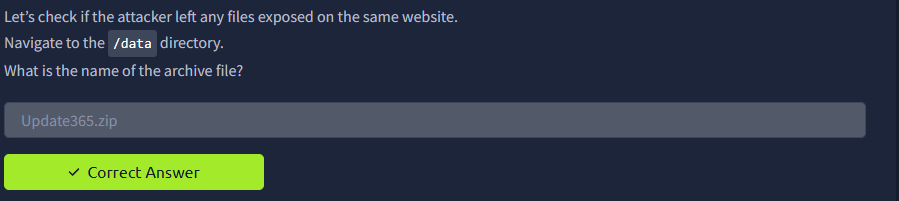 Let’s check if the attacker left any files exposed on the same website.
Navigate to the /data directory.
What is the name of the archive file?
Update365.zip
✓ Correct Answer